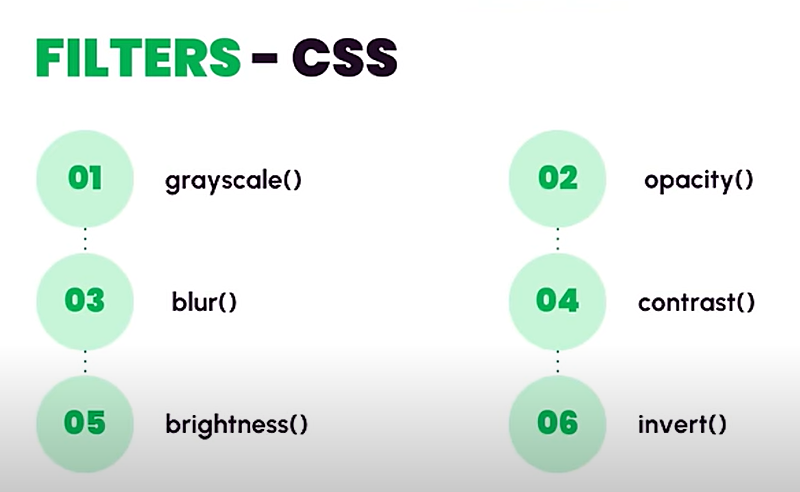 FILTERS - CSS
01 grayscale()
02 opacity()
03 blur()
04 contrast()
05 brightness()
06 invert()